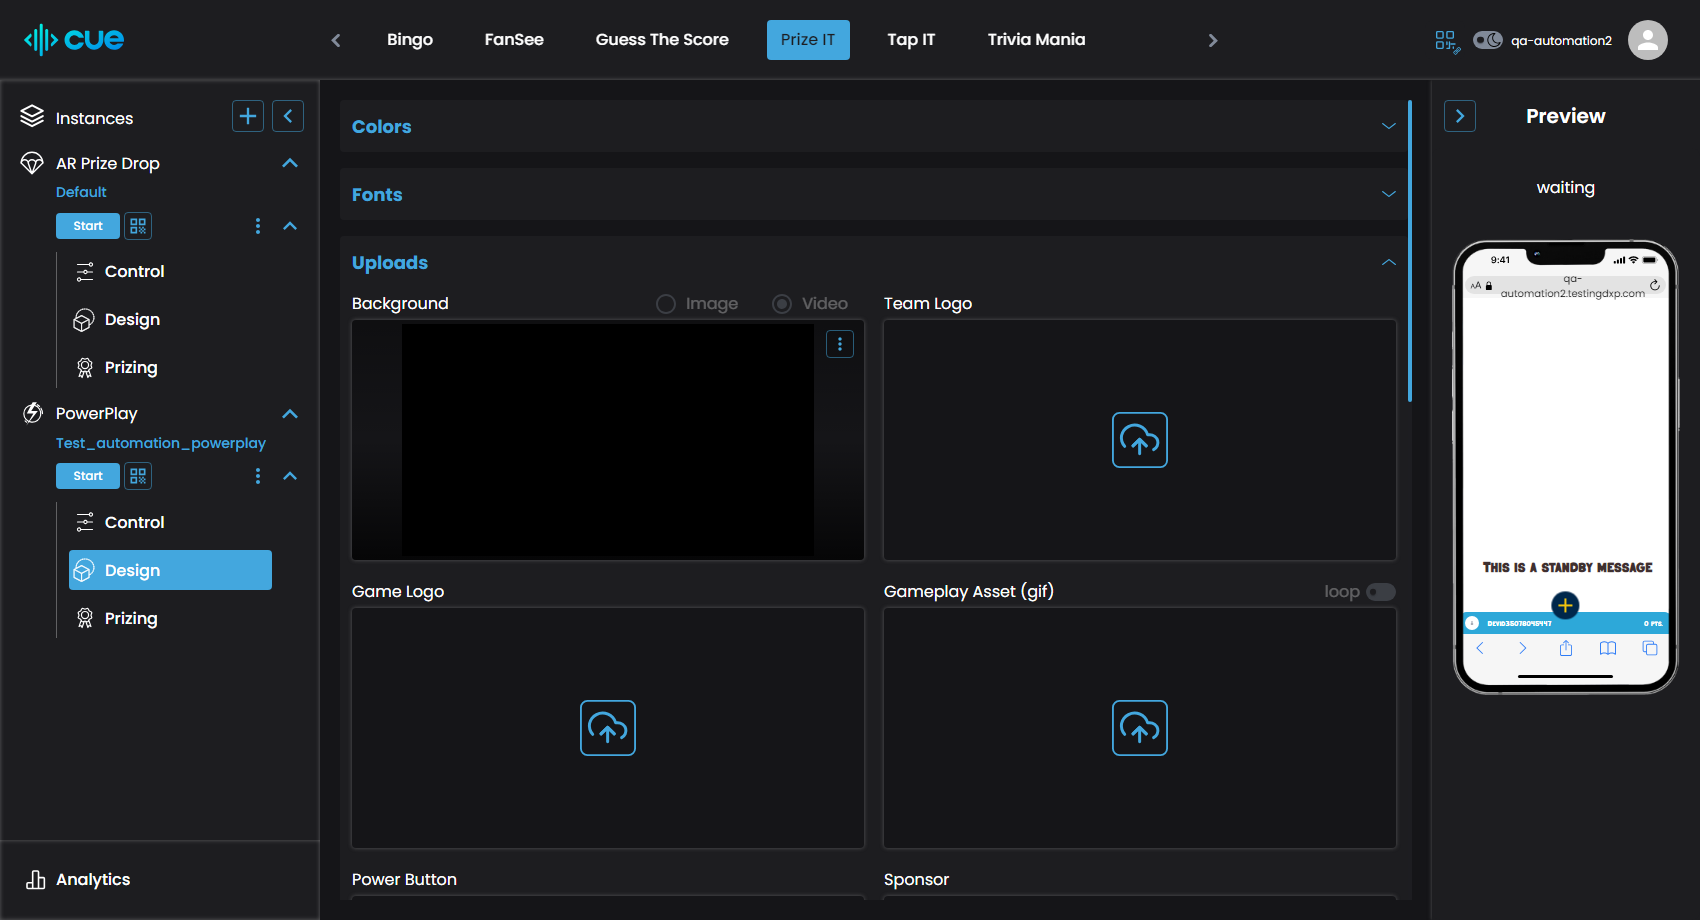 cue
Bingo
FanSee
Guess The Score
Prize IT
Tap IT
Trivia Mania
qa-automation2
Instances
AR Prize Drop
Default
Start
Control
Design
Prizing
PowerPlay
Test_automation_powerplay
Start
Control
Design
Prizing
Analytics
Colors
Fonts
Uploads
Background
Image
Video
Team Logo
Game Logo
Gameplay Asset (gif)
loop
Power Button
Sponsor
Preview
waiting
9:41
AA
qa-
automation2.testingdxp.com
THIS IS A STANDBY MESSAGE
0 PTS.